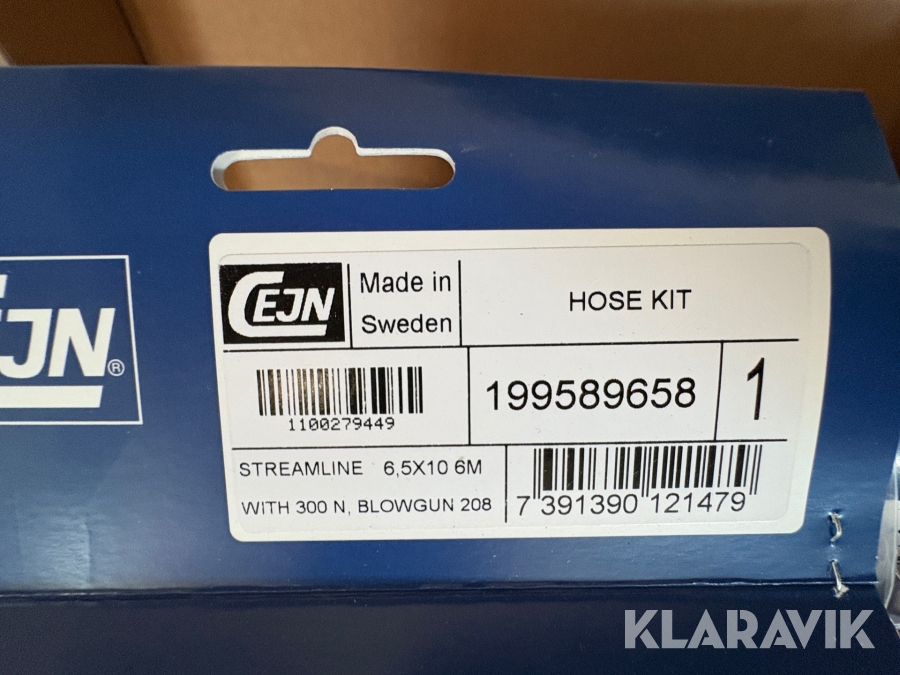 EJN®
CEJN
Made in
Sweden
HOSE KIT
1100279449
199589658
1
STREAMLINE 6,5X10 6M
WITH 300 N, BLOWGUN 208
7 391390 121479
KLARAVIK